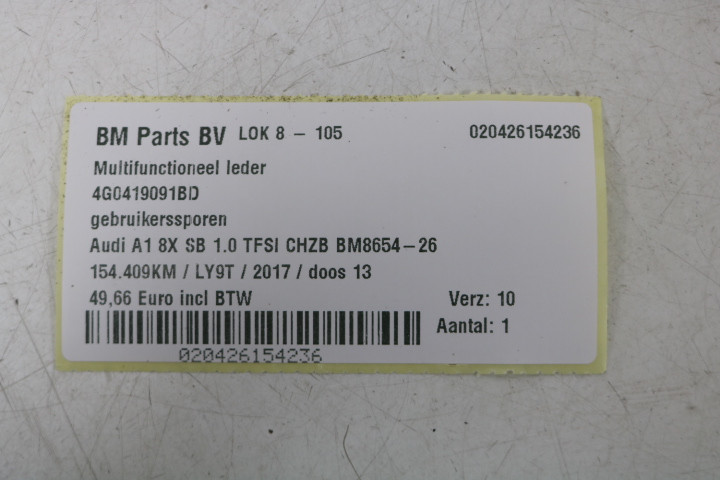 BM Parts BV LOK 8 - 105 020426154236
Multifunctioneel leder
4G0419091BD
gebruikerssporen
Audi A1 8X SB 1.0 TFSI CHZB BM8654-26
154.409KM / LY9T / 2017 / doos 13
49,66 Euro incl BTW Verz: 10
Aantal: 1
020426154236